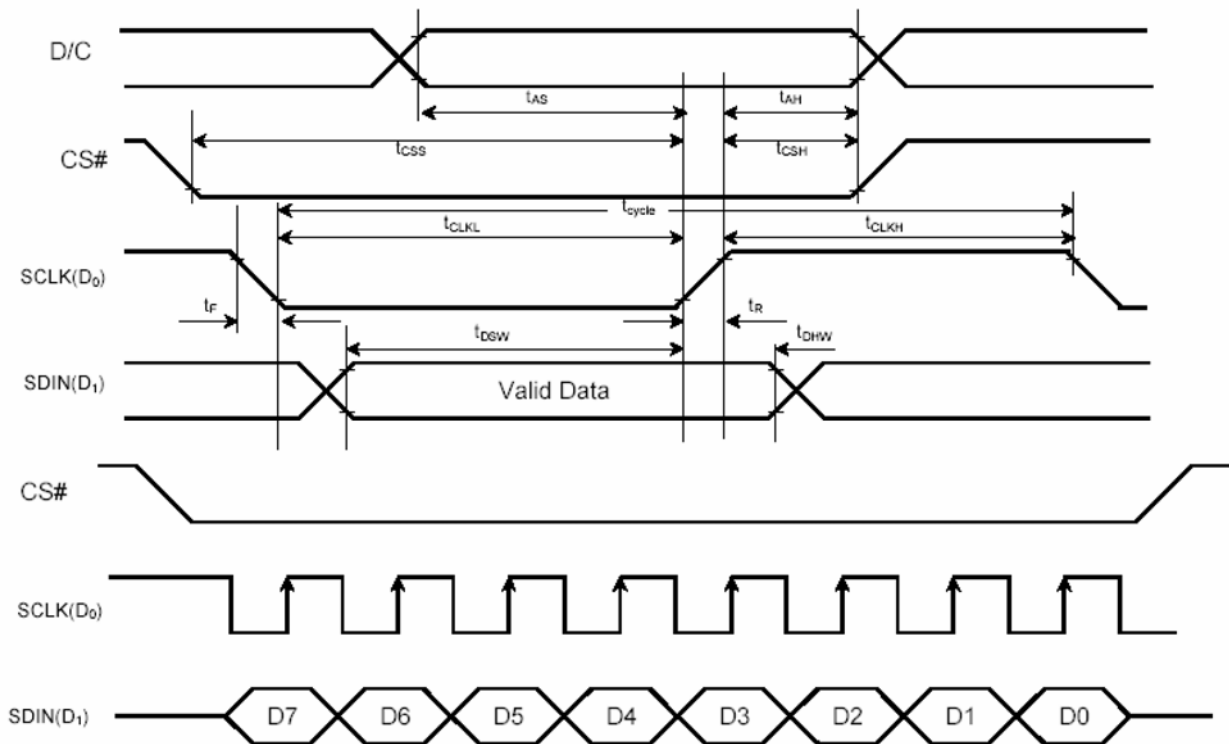 D/C
tAS
tAH
CS#
tCSS
tCSH
tcycle
tCLKL
tCLKH
SCLK(D0)
tF
tR
tDSW
tDHW
SDIN(D1)
Valid Data
CS#
SCLK(D0)
SDIN(D1)
D7 D6 D5 D4 D3 D2 D1 D0